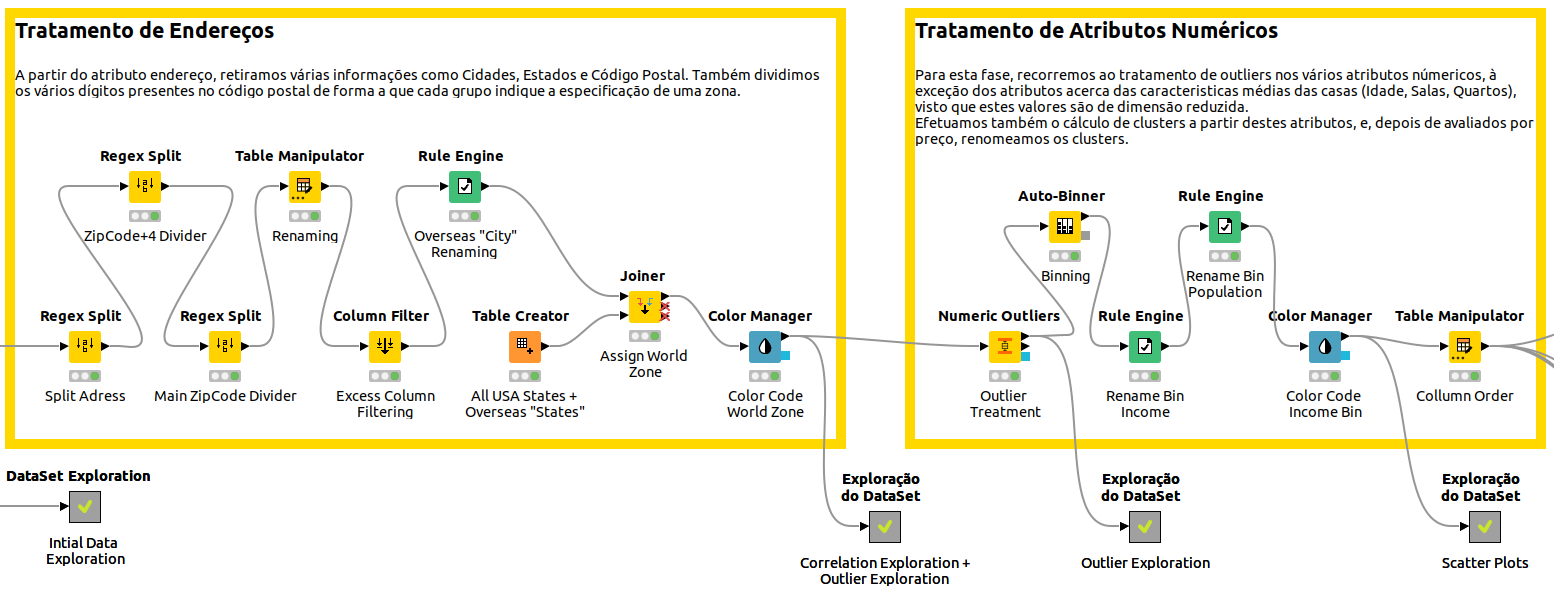 Tratamento de Endereços
A partir do atributo endereço, retiramos várias informações como Cidades, Estados e Código Postal. Também dividimos
os vários dígitos presentes no código postal de forma a que cada grupo indique a especificação de uma zona.
Regex Split
ZipCode+4 Divider
Table Manipulator
Renaming
Rule Engine
Overseas "City"
Renaming
Regex Split
Split Adress
Regex Split
Main ZipCode Divider
Column Filter
Excess Column
Filtering
Table Creator
All USA States +
Overseas "States"
Joiner
Assign World
Zone
Color Manager
Color Code
World Zone
Tratamento de Atributos Numéricos
Para esta fase, recorremos ao tratamento de outliers nos vários atributos númericos, à
exceção dos atributos acerca das caracteristicas médias das casas (Idade, Salas, Quartos),
visto que estes valores são de dimensão reduzida.
Efetuamos também o cálculo de clusters a partir destes atributos, e, depois de avaliados por
preço, renomeamos os clusters.
Auto-Binner
Binning
Rule Engine
Rename Bin
Population
Numeric Outliers
Outlier
Treatment
Rule Engine
Rename Bin
Income
Color Manager
Color Code
Income Bin
Table Manipulator
Collumn Order
DataSet Exploration
Intial Data
Exploration
Exploração
do DataSet
Correlation Exploration +
Outlier Exploration
Exploração
do DataSet
Outlier Exploration
Exploração
do DataSet
Scatter Plots